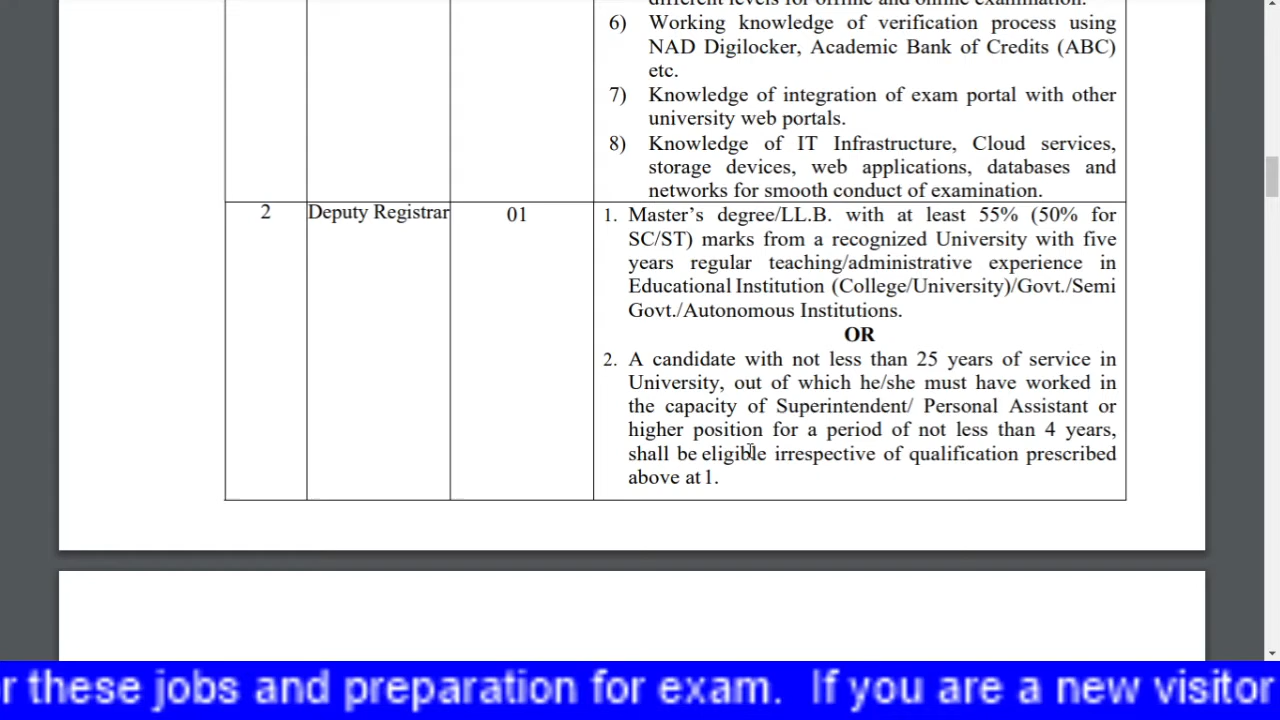 different levels for offline and online examination.
6) Working knowledge of verification process using
NAD Digilocker, Academic Bank of Credits (ABC)
etc.
7) Knowledge of integration of exam portal with other
university web portals.
8) Knowledge of IT Infrastructure, Cloud services,
storage devices, web applications, databases and
networks for smooth conduct of examination.
2 Deputy Registrar 01 1. Master’s degree/LL.B. with at least 55% (50% for
SC/ST) marks from a recognized University with five
years regular teaching/administrative experience in
Educational Institution (College/University)/Govt./Semi
Govt./Autonomous Institutions.
OR
2. A candidate with not less than 25 years of service in
University, out of which he/she must have worked in
the capacity of Superintendent/ Personal Assistant or
higher position for a period of not less than 4 years,
shall be eligible irrespective of qualification prescribed
above at 1.
r these jobs and preparation for exam. If you are a new visitor